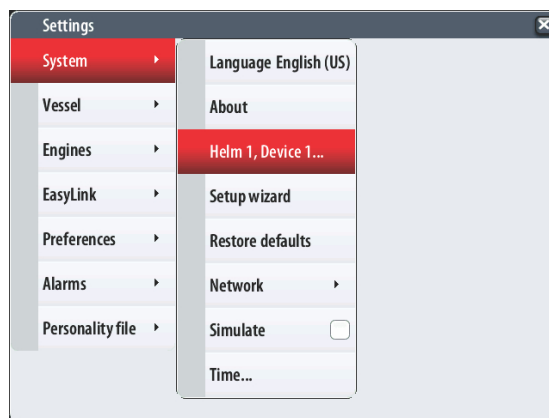 Settings
System
Vessel
Engines
EasyLink
Preferences
Alarms
Personality file
Language English (US)
About
Helm 1, Device 1...
Setup wizard
Restore defaults
Network
Simulate
Time...